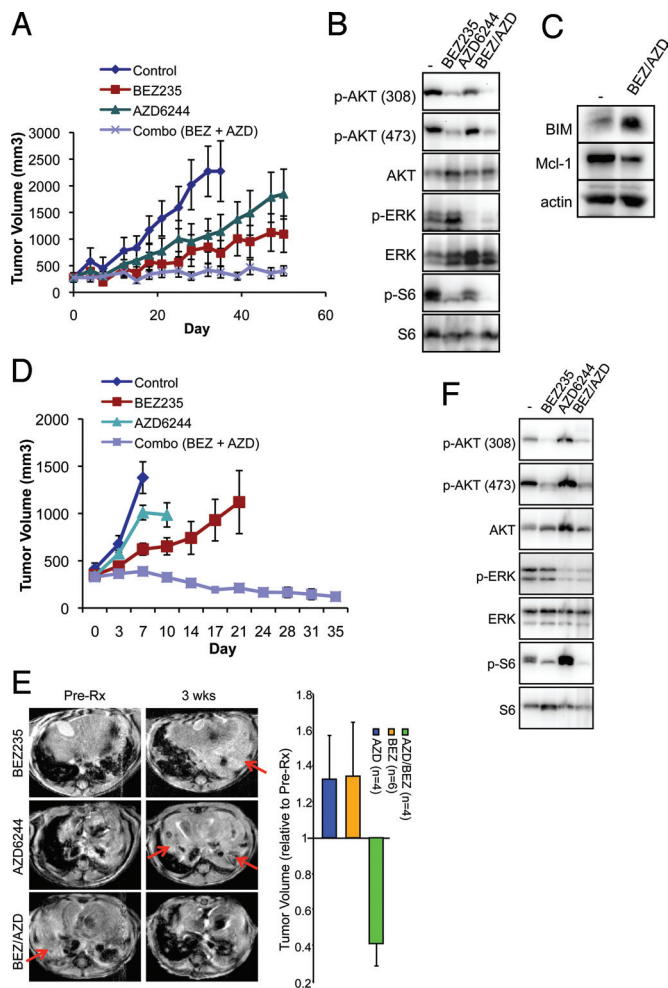 A
Control
BEZ235
AZD6244
Combo (BEZ + AZD)
Tumor Volume (mm3)
3000
2500
2000
1500
1000
500
0
0 20 40 60
Day
B
- BEZ235 AZD6244 BEZ/AZD
p-AKT (308)
p-AKT (473)
AKT
p-ERK
ERK
p-S6
S6
C
- BEZ/AZD
BIM
Mcl-1
actin
D
Control
BEZ235
AZD6244
Combo (BEZ + AZD)
Tumor Volume (mm3)
2000
1500
1000
500
0
0 3 7 10 14 17 21 24 28 31 35
Day
F
- BEZ235 AZD6244 BEZ/AZD
p-AKT (308)
p-AKT (473)
AKT
p-ERK
ERK
p-S6
S6
E
Pre-Rx 3 wks
BEZ235
AZD6244
BEZ/AZD
Tumor Volume (relative to Pre-Rx)
1.8
1.6
1.4
1.2
1
0.8
0.6
0.4
0.2
AZD (n=4)
BEZ (n=6)
AZD/BEZ (n=4)